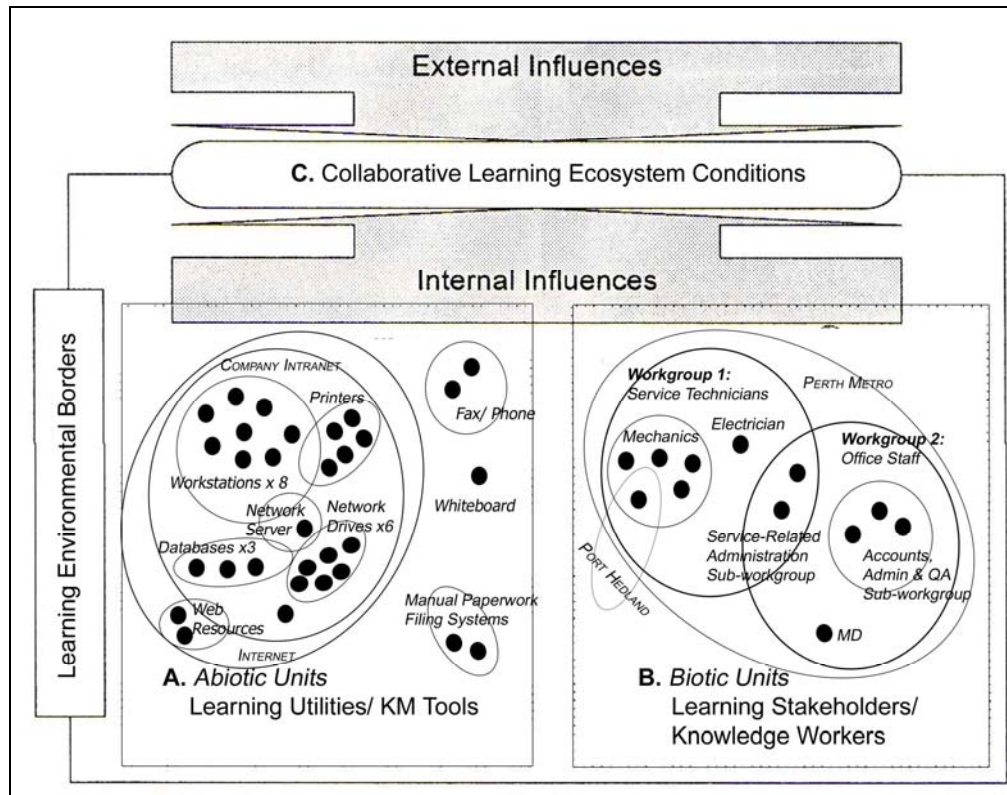 External Influences
C. Collaborative Learning Ecosystem Conditions
Internal Influences
Learning Environmental Borders
COMPANY INTRANET
Printers
Workstations x 8
Network
Server
Network
Drives x6
Databases x3
Web
Resources
INTERNET
Fax/ Phone
Whiteboard
Manual Paperwork
Filing Systems
A. Abiotic Units
Learning Utilities/ KM Tools
Workgroup 1:
Service Technicians
PERTH METRO
Mechanics
Electrician
Workgroup 2:
Office Staff
PORT HEDLAND
Service-Related
Administration
Sub-workgroup
Accounts,
Admin & QA
Sub-workgroup
MD
B. Biotic Units
Learning Stakeholders/
Knowledge Workers